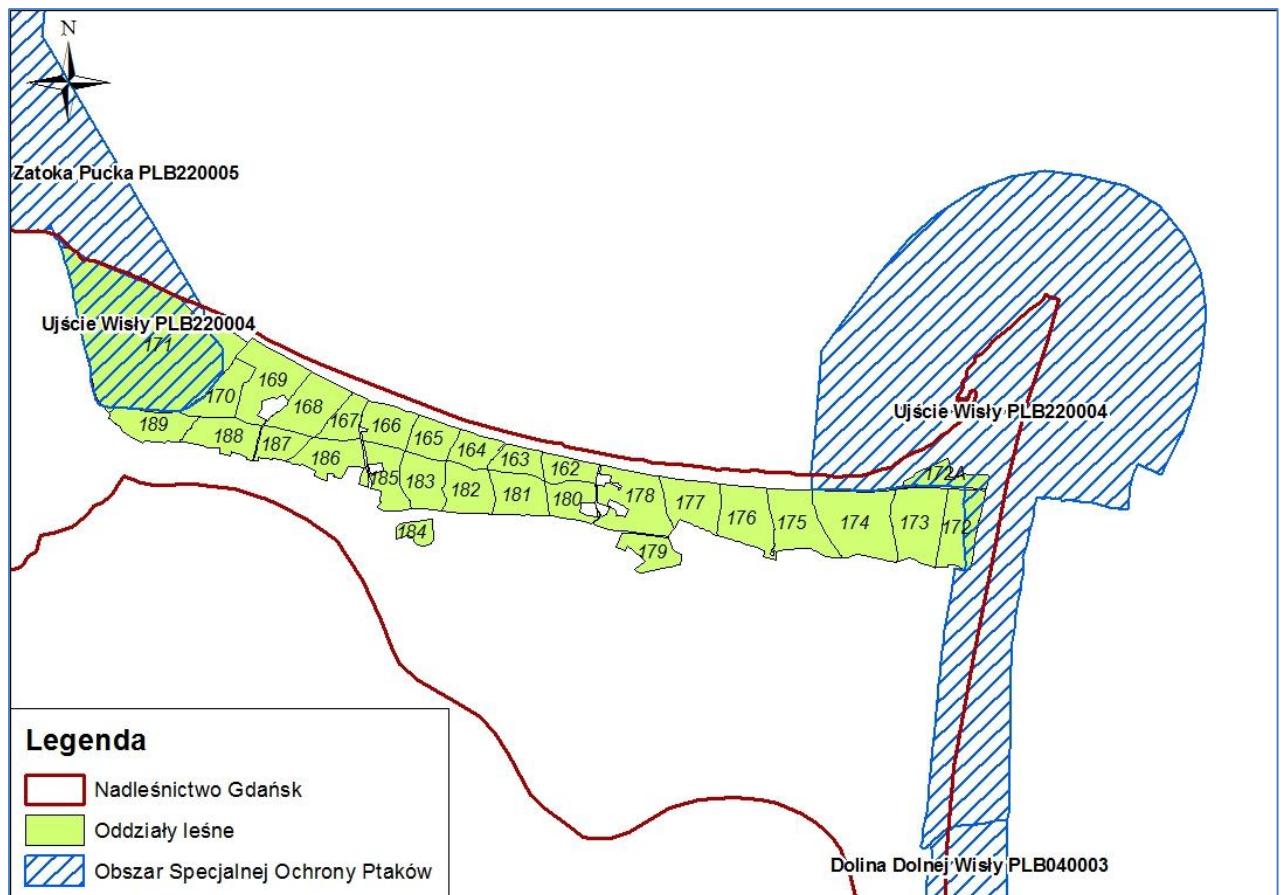 N
Zatoka Pucka PLB220005
Ujście Wisły PLB220004
171
170
169
168
167
166
165
164
163
162
189
188
187
186
185
183
182
181
180
178
177
176
175
174
173
172
172A
184
179
Ujście Wisły PLB220004
Legenda
Nadleśnictwo Gdańsk
Oddziały leśne
Obszar Specjalnej Ochrony Ptaków
Dolina Dolnej Wisły PLB040003